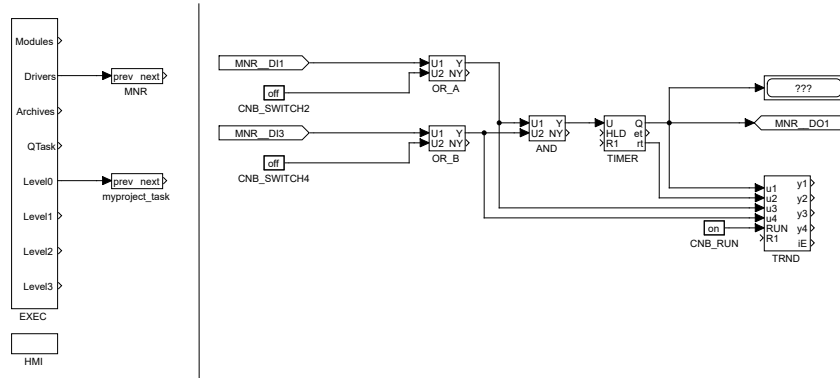 Modules
Drivers
Archives
QTask
Level0
Level1
Level2
Level3
EXEC
HMI
prev next
MNR
prev next
myproject_task
MNR__DI1
off
CNB_SWITCH2
U1 Y
U2 NY
OR_A
MNR__DI3
off
CNB_SWITCH4
U1 Y
U2 NY
OR_B
U1 Y
U2 NY
AND
U Q
HLD et
R1 rt
TIMER
???
MNR__DO1
on
CNB_RUN
u1 y1
u2 y2
u3 y3
u4 y4
RUN iE
R1
TRND